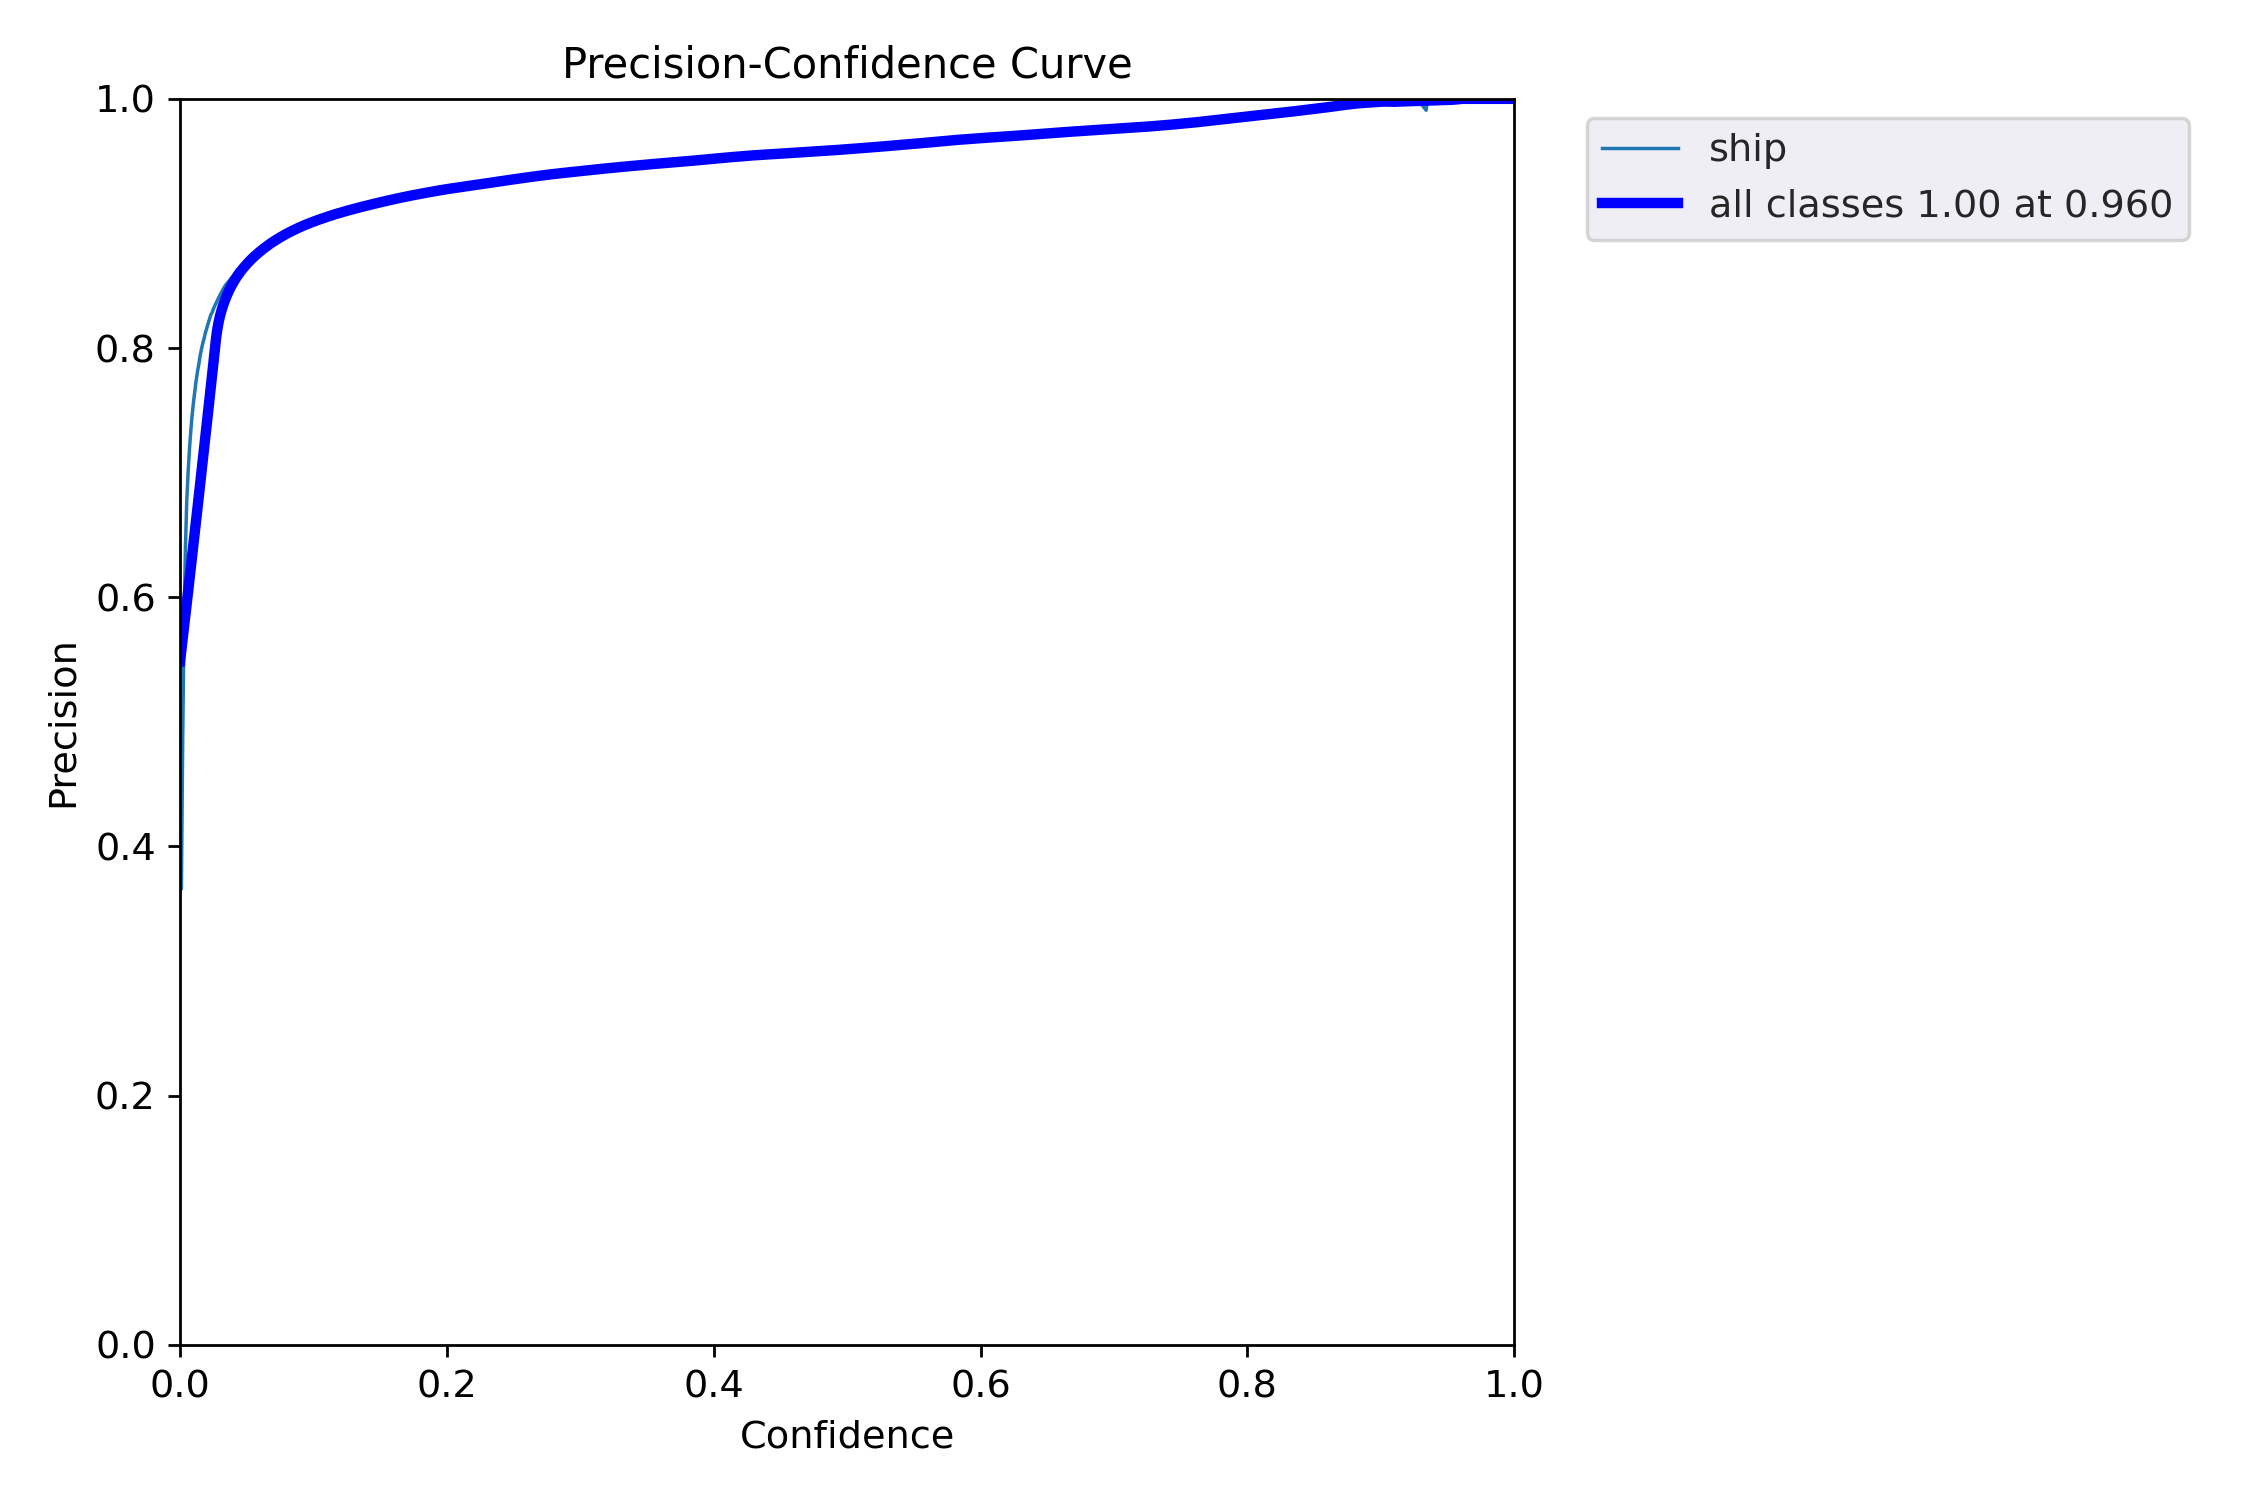 Precision-Confidence Curve
1.0
0.8
0.6
0.4
0.2
0.0
Precision
0.0 0.2 0.4 0.6 0.8 1.0
Confidence
ship
all classes 1.00 at 0.960